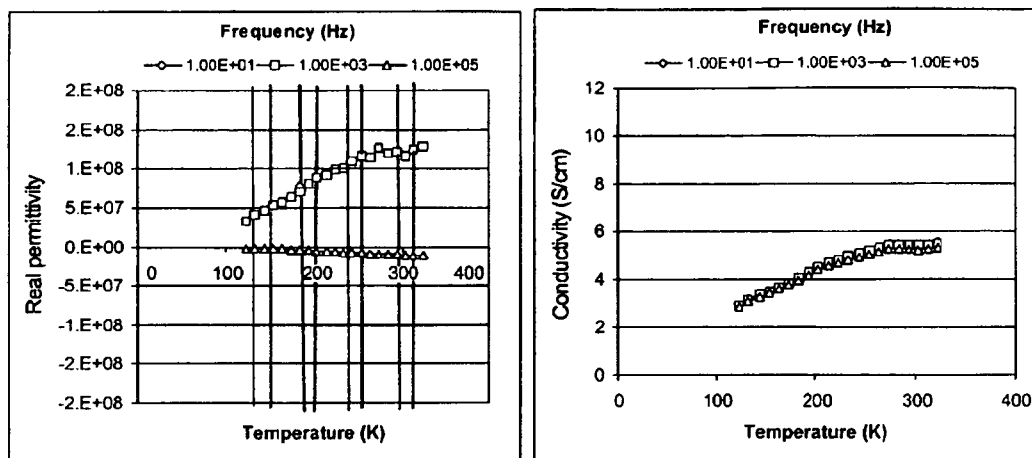 Frequency (Hz)
1.00E+01 1.00E+03 1.00E+05
2.E+08
2.E+08
1.E+08
5.E+07
0.E+00
-5.E+07
-1.E+08
-2.E+08
-2.E+08
0 100 200 300 400
Real permittivity
Temperature (K)
Frequency (Hz)
1.00E+01 1.00E+03 1.00E+05
12
10
8
6
4
2
0
0 100 200 300 400
Conductivity (S/cm)
Temperature (K)